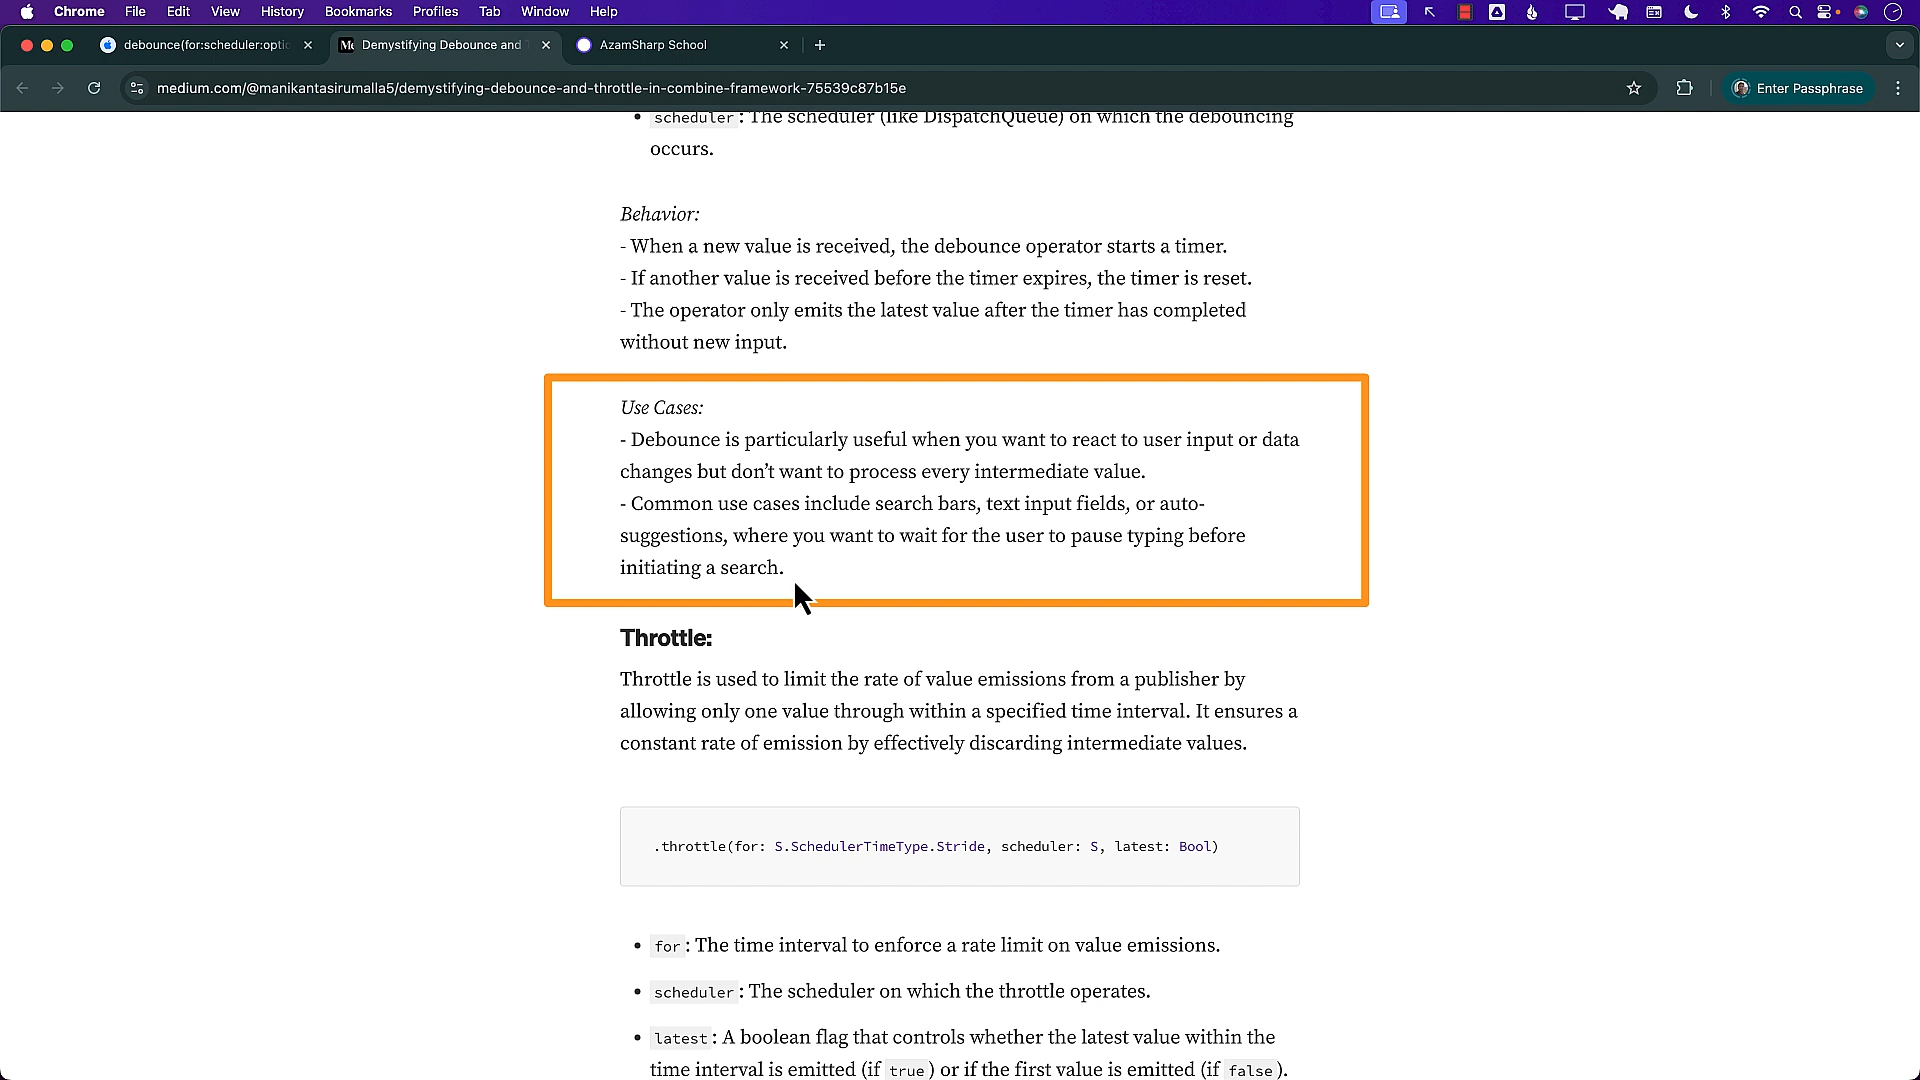 Chrome File Edit View History Bookmarks Profiles Tab Window Help
debounce(for:scheduler:optic
Demystifying Debounce and
AzamSharp School
medium.com/@manikantasirumalla5/demystifying-debounce-and-throttle-in-combine-framework-75539c87b15e
Enter Passphrase
• scheduler: The scheduler (like DispatchQueue) on which the debouncing
occurs.
Behavior:
- When a new value is received, the debounce operator starts a timer.
- If another value is received before the timer expires, the timer is reset.
- The operator only emits the latest value after the timer has completed
without new input.
Use Cases:
- Debounce is particularly useful when you want to react to user input or data
changes but don’t want to process every intermediate value.
- Common use cases include search bars, text input fields, or auto-
suggestions, where you want to wait for the user to pause typing before
initiating a search.
Throttle:
Throttle is used to limit the rate of value emissions from a publisher by
allowing only one value through within a specified time interval. It ensures a
constant rate of emission by effectively discarding intermediate values.
.throttle(for: S.SchedulerTimeType.Stride, scheduler: S, latest: Bool)
• for: The time interval to enforce a rate limit on value emissions.
• scheduler: The scheduler on which the throttle operates.
• latest: A boolean flag that controls whether the latest value within the
time interval is emitted (if true) or if the first value is emitted (if false).